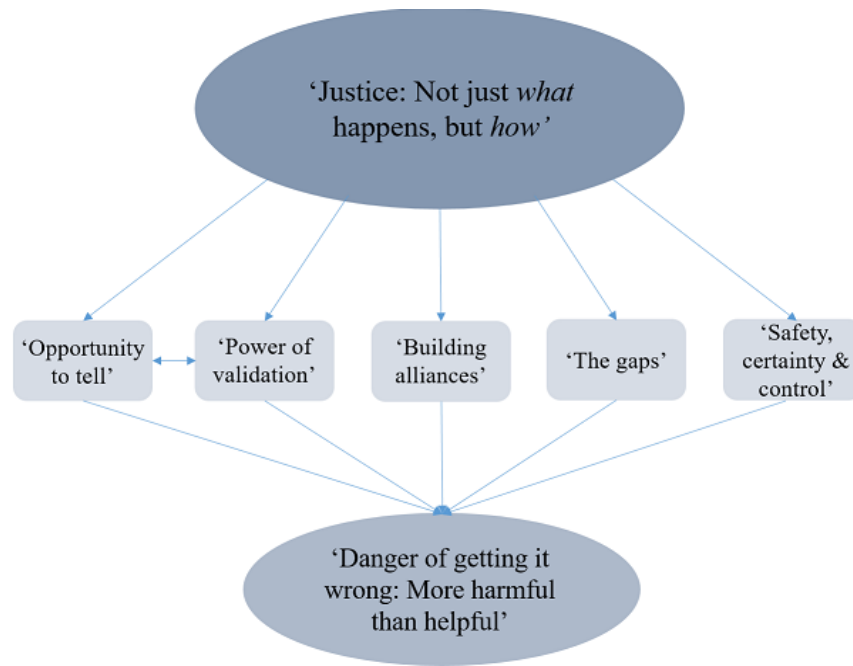 ‘Justice: Not just what
happens, but how’
‘Opportunity
to tell’
‘Power of
validation’
‘Building
alliances’
‘The gaps’
‘Safety,
certainty &
control’
‘Danger of getting it
wrong: More harmful
than helpful’